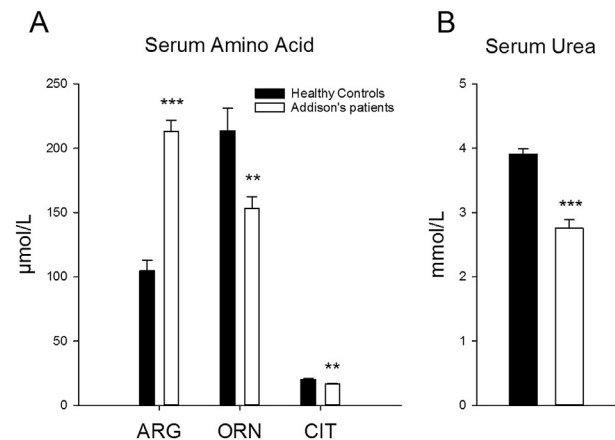 A
Serum Amino Acid
250
200
150
100
50
0
µmol/L
Healthy Controls
Addison's patients
***
**
**
ARG ORN CIT
B
Serum Urea
5
4
3
2
1
0
mmol/L
***